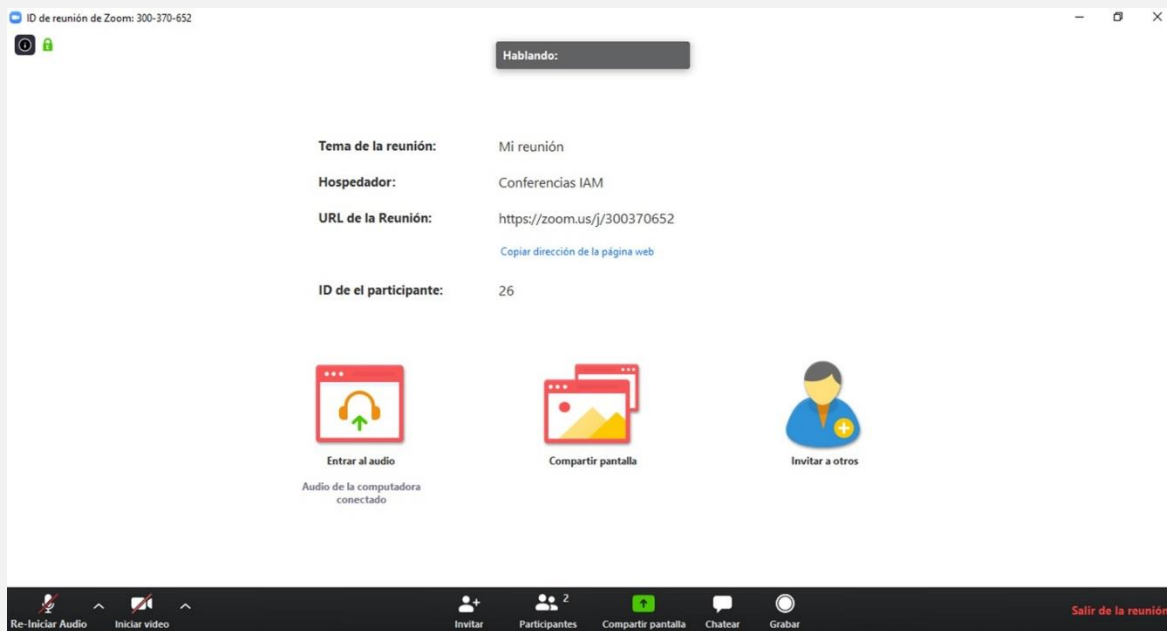 ID de reunión de Zoom: 300-370-652
Hablando:
Tema de la reunión: Mi reunión
Hospedador: Conferencias IAM
URL de la Reunión: https://zoom.us/j/300370652
Copiar dirección de la página web
ID de el participante: 26
Entrar al audio
Compartir pantalla
Invitar a otros
Audio de la computadora
conectado
2
Re-Iniciar Audio
Iniciar video
Invitar
Participantes
Compartir pantalla
Chatear
Grabar
Salir de la reunión